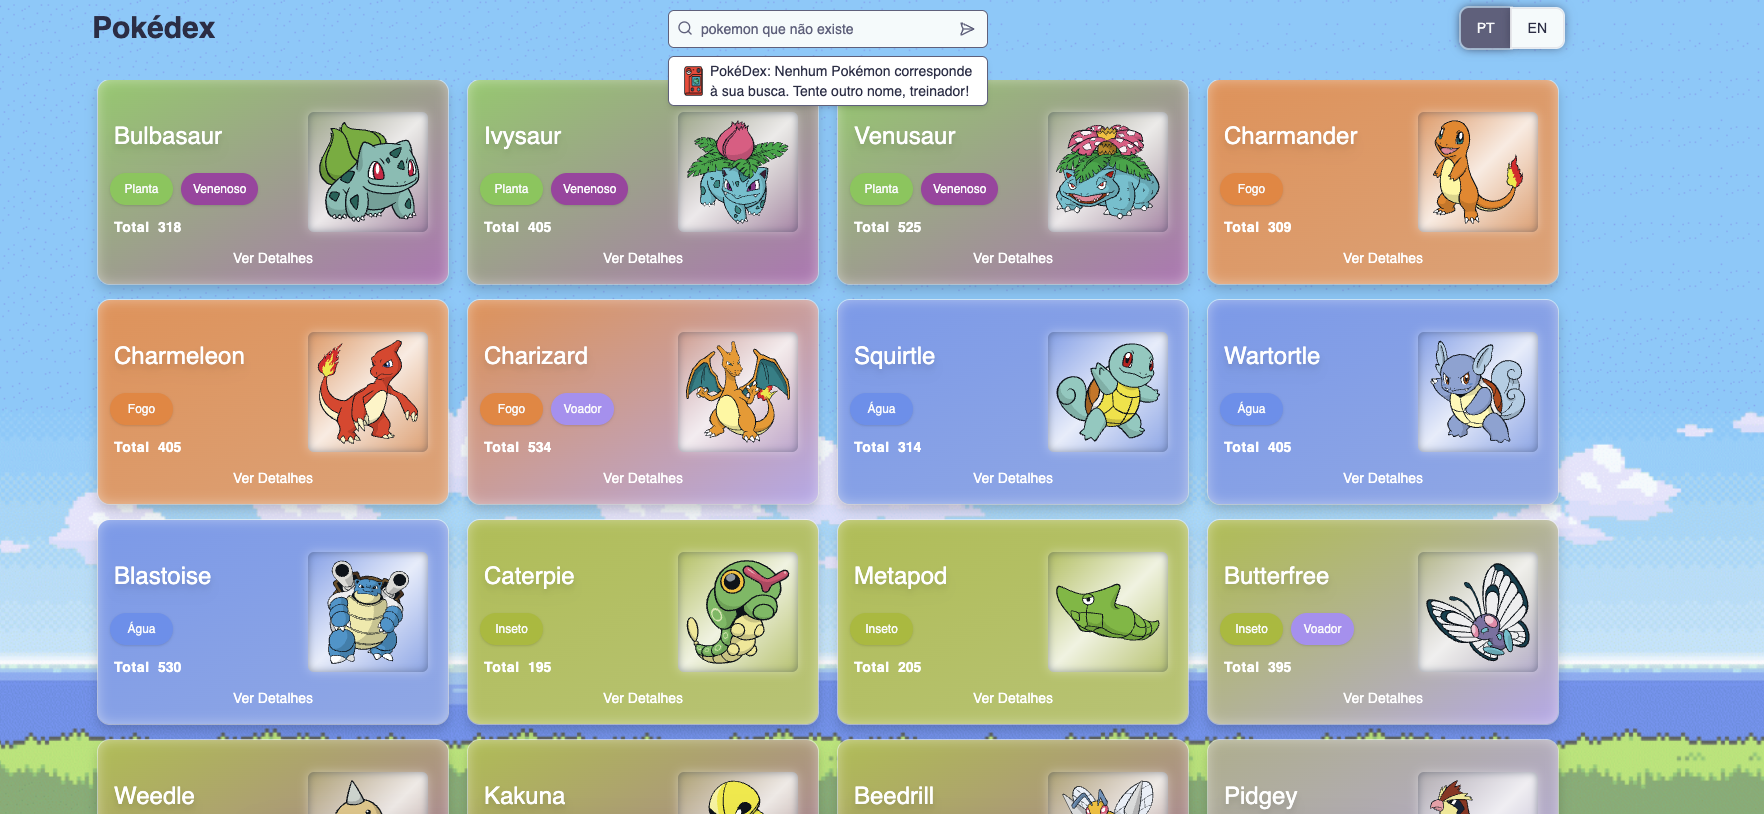 Pokédex
pokemon que não existe
PT EN
PokéDex: Nenhum Pokémon corresponde
à sua busca. Tente outro nome, treinador!
Bulbasaur
Planta Venenoso
Total 318
Ver Detalhes
Ivysaur
Planta Venenoso
Total 405
Ver Detalhes
Venusaur
Planta Venenoso
Total 525
Ver Detalhes
Charmander
Fogo
Total 309
Ver Detalhes
Charmeleon
Fogo
Total 405
Ver Detalhes
Charizard
Fogo Voador
Total 534
Ver Detalhes
Squirtle
Água
Total 314
Ver Detalhes
Wartortle
Água
Total 405
Ver Detalhes
Blastoise
Água
Total 530
Ver Detalhes
Caterpie
Inseto
Total 195
Ver Detalhes
Metapod
Inseto
Total 205
Ver Detalhes
Butterfree
Inseto Voador
Total 395
Ver Detalhes
Weedle
Kakuna
Beedrill
Pidgey